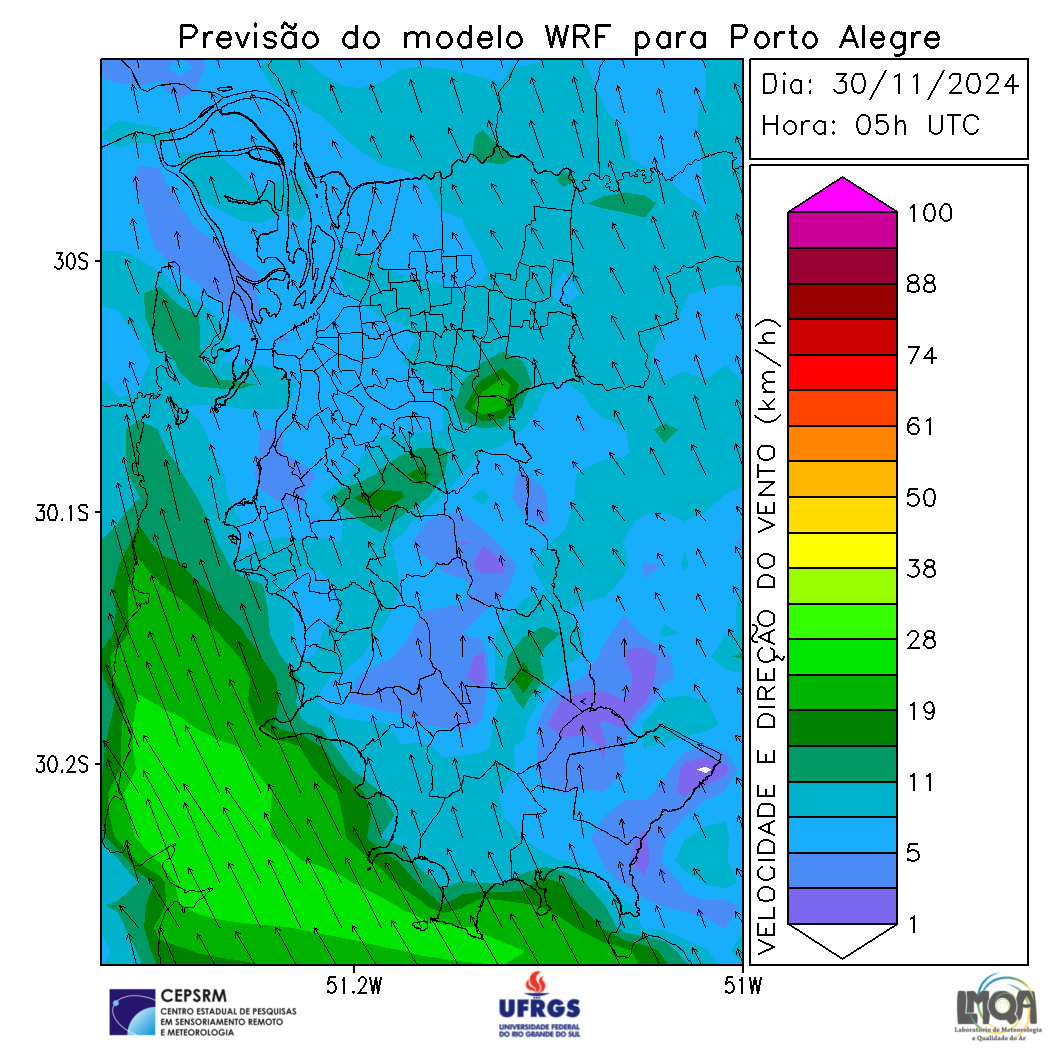 Previsão do modelo WRF para Porto Alegre
Dia: 30/11/2024
Hora: 05h UTC
30S
30.1S
30.2S
51.2W
51W
VELOCIDADE E DIREÇÃO DO VENTO (km/h)
100
88
74
61
50
38
28
19
11
5
1
CEPSRM
CENTRO ESTADUAL DE PESQUISAS
EM SENSORIAMENTO REMOTO
E METEOROLOGIA
UFRGS
UNIVERSIDADE FEDERAL
DO RIO GRANDE DO SUL
LMQA
Laboratório de Meteorologia
e Qualidade do Ar